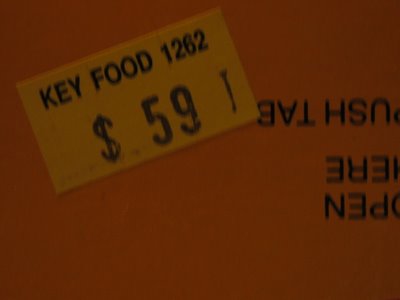 KEY FOOD 1262
$ 59
PUSH TAB
HERE
OPEN